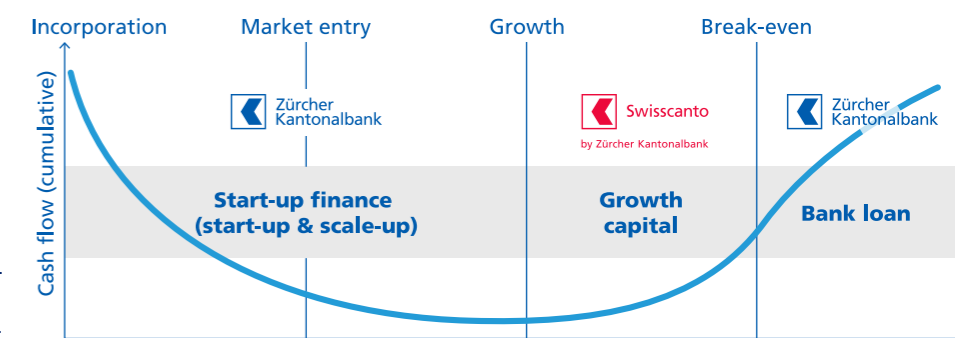 Incorporation
Market entry
Growth
Break-even
Cash flow (cumulative)
Zürcher
Kantonalbank
Swisscanto
by Zürcher Kantonalbank
Zürcher
Kantonalbank
Start-up finance
(start-up & scale-up)
Growth
capital
Bank loan